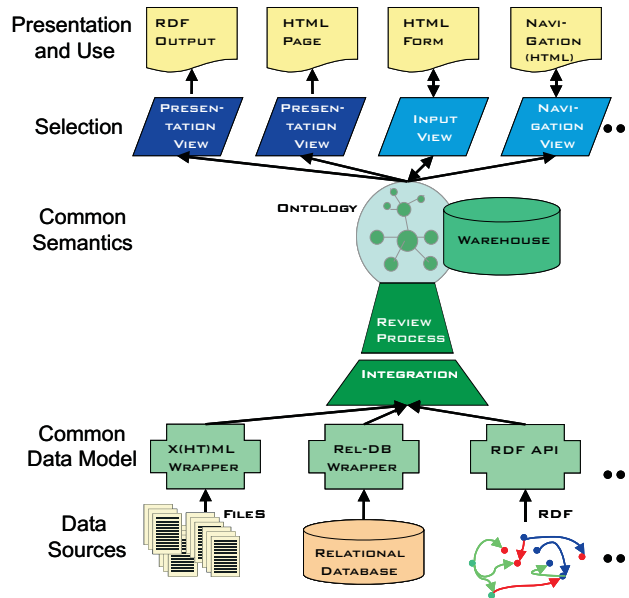 Presentation
and Use
RDF
OUTPUT
HTML
PAGE
HTML
FORM
NAVI-
GATION
(HTML)
Selection
PRESEN-
TATION
VIEW
PRESEN-
TATION
VIEW
INPUT
VIEW
NAVI-
GATION
VIEW
Common
Semantics
ONTOLOGY
WAREHOUSE
REVIEW
PROCESS
INTEGRATION
Common
Data Model
X(HT)ML
WRAPPER
REL-DB
WRAPPER
RDF API
Data
Sources
FILES
RELATIONAL
DATABASE
RDF